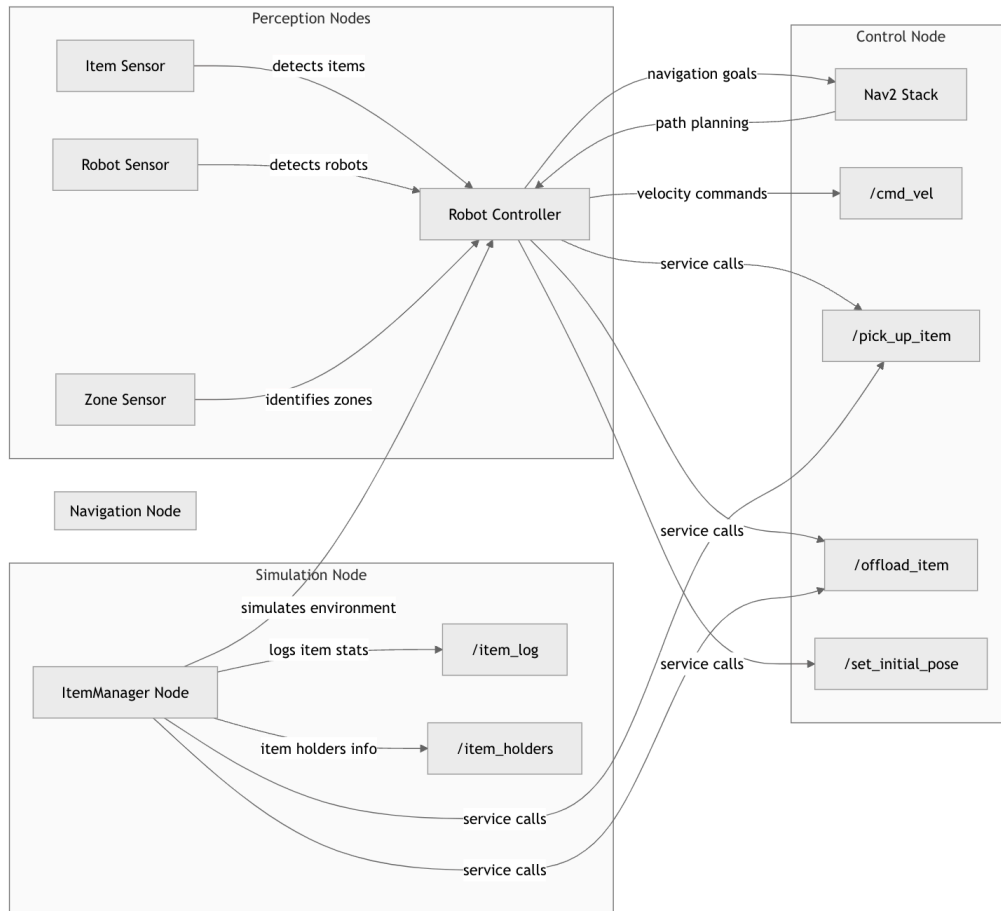 Perception Nodes
Item Sensor
detects items
Robot Sensor
detects robots
Robot Controller
Zone Sensor
identifies zones
Control Node
navigation goals
Nav2 Stack
path planning
velocity commands
/cmd_vel
service calls
/pick_up_item
service calls
/offload_item
service calls
/set_initial_pose
Navigation Node
Simulation Node
simulates environment
logs item stats
/item_log
ItemManager Node
item holders info
/item_holders
service calls
service calls